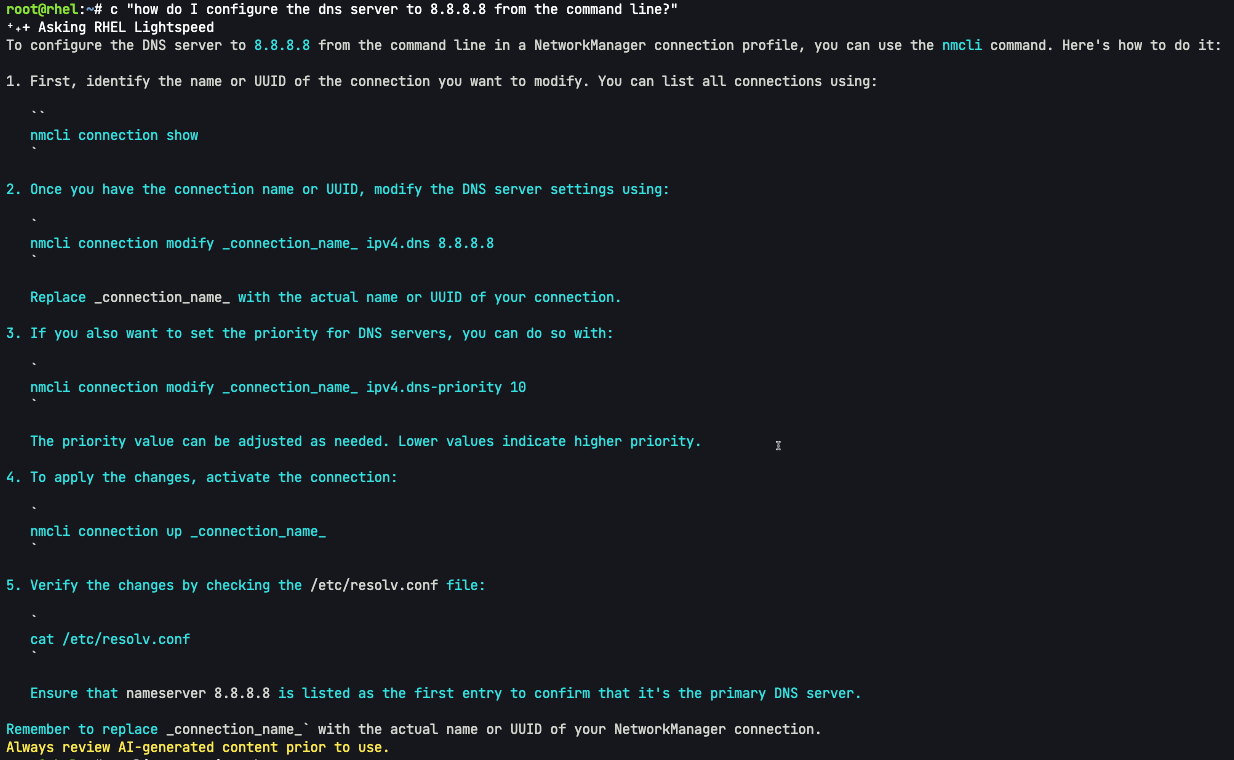 root@rhel:~# c "how do I configure the dns server to 8.8.8.8 from the command line?"
⁺₊+ Asking RHEL Lightspeed
To configure the DNS server to 8.8.8.8 from the command line in a NetworkManager connection profile, you can use the nmcli command. Here's how to do it:
1. First, identify the name or UUID of the connection you want to modify. You can list all connections using:
``
nmcli connection show
`
2. Once you have the connection name or UUID, modify the DNS server settings using:
`
nmcli connection modify _connection_name_ ipv4.dns 8.8.8.8
`
Replace _connection_name_ with the actual name or UUID of your connection.
3. If you also want to set the priority for DNS servers, you can do so with:
`
nmcli connection modify _connection_name_ ipv4.dns-priority 10
`
The priority value can be adjusted as needed. Lower values indicate higher priority.
4. To apply the changes, activate the connection:
`
nmcli connection up _connection_name_
`
5. Verify the changes by checking the /etc/resolv.conf file:
`
cat /etc/resolv.conf
`
Ensure that nameserver 8.8.8.8 is listed as the first entry to confirm that it's the primary DNS server.
Remember to replace _connection_name_` with the actual name or UUID of your NetworkManager connection.
Always review AI-generated content prior to use.